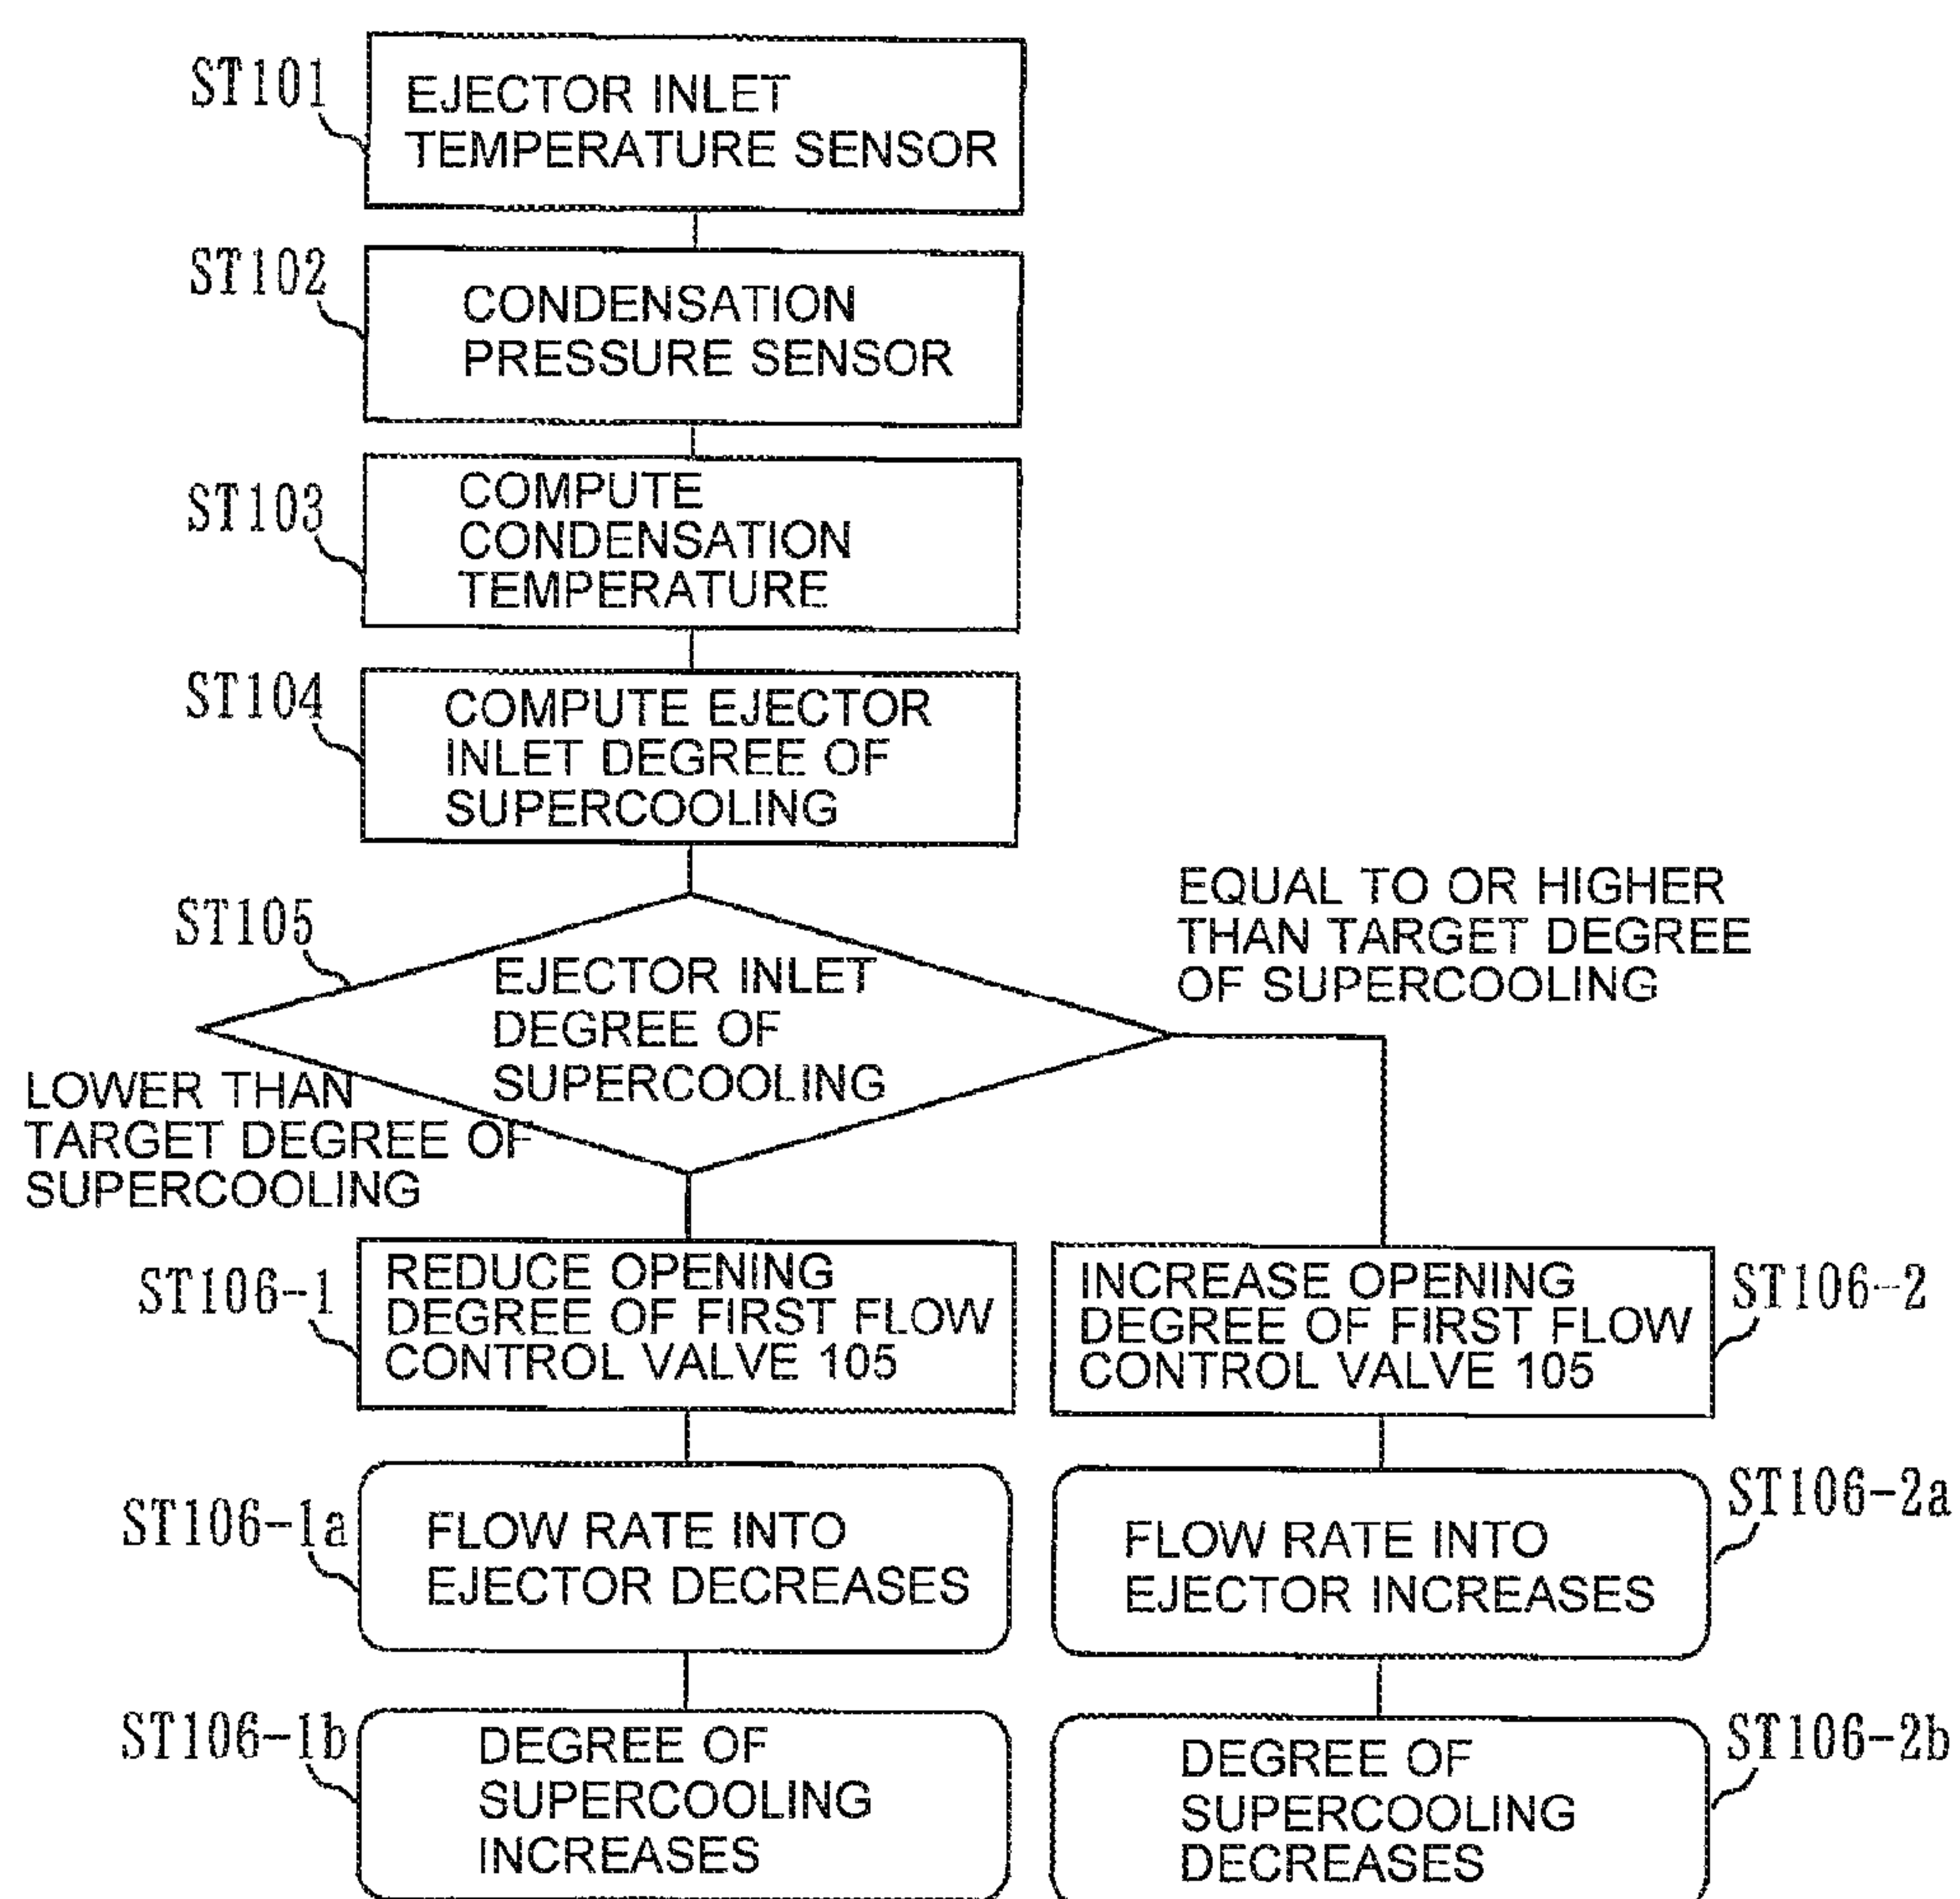 ST101
EJECTOR INLET
TEMPERATURE SENSOR
ST102
CONDENSATION
PRESSURE SENSOR
ST103
COMPUTE
CONDENSATION
TEMPERATURE
ST104
COMPUTE EJECTOR
INLET DEGREE OF
SUPERCOOLING
ST105
EJECTOR INLET
DEGREE OF
SUPERCOOLING
EQUAL TO OR HIGHER
THAN TARGET DEGREE
OF SUPERCOOLING
LOWER THAN
TARGET DEGREE OF
SUPERCOOLING
ST106-1
REDUCE OPENING
DEGREE OF FIRST FLOW
CONTROL VALVE 105
INCREASE OPENING
DEGREE OF FIRST FLOW
CONTROL VALVE 105
ST106-2
ST106-1a
FLOW RATE INTO
EJECTOR DECREASES
FLOW RATE INTO
EJECTOR INCREASES
ST106-2a
ST106-1b
DEGREE OF
SUPERCOOLING
INCREASES
DEGREE OF
SUPERCOOLING
DECREASES
ST106-2b